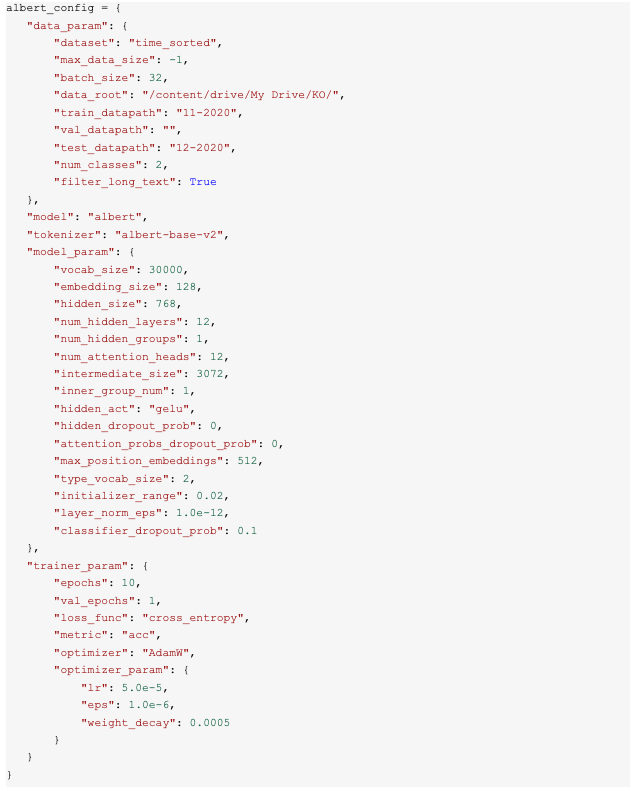 albert_config = {
"data_param": {
"dataset": "time_sorted",
"max_data_size": -1,
"batch_size": 32,
"data_root": "/content/drive/My Drive/KO/",
"train_datapath": "11-2020",
"val_datapath": "",
"test_datapath": "12-2020",
"num_classes": 2,
"filter_long_text": True
},
"model": "albert",
"tokenizer": "albert-base-v2",
"model_param": {
"vocab_size": 30000,
"embedding_size": 128,
"hidden_size": 768,
"num_hidden_layers": 12,
"num_hidden_groups": 1,
"num_attention_heads": 12,
"intermediate_size": 3072,
"inner_group_num": 1,
"hidden_act": "gelu",
"hidden_dropout_prob": 0,
"attention_probs_dropout_prob": 0,
"max_position_embeddings": 512,
"type_vocab_size": 2,
"initializer_range": 0.02,
"layer_norm_eps": 1.0e-12,
"classifier_dropout_prob": 0.1
},
"trainer_param": {
"epochs": 10,
"val_epochs": 1,
"loss_func": "cross_entropy",
"metric": "acc",
"optimizer": "AdamW",
"optimizer_param": {
"lr": 5.0e-5,
"eps": 1.0e-6,
"weight_decay": 0.0005
}
}
}